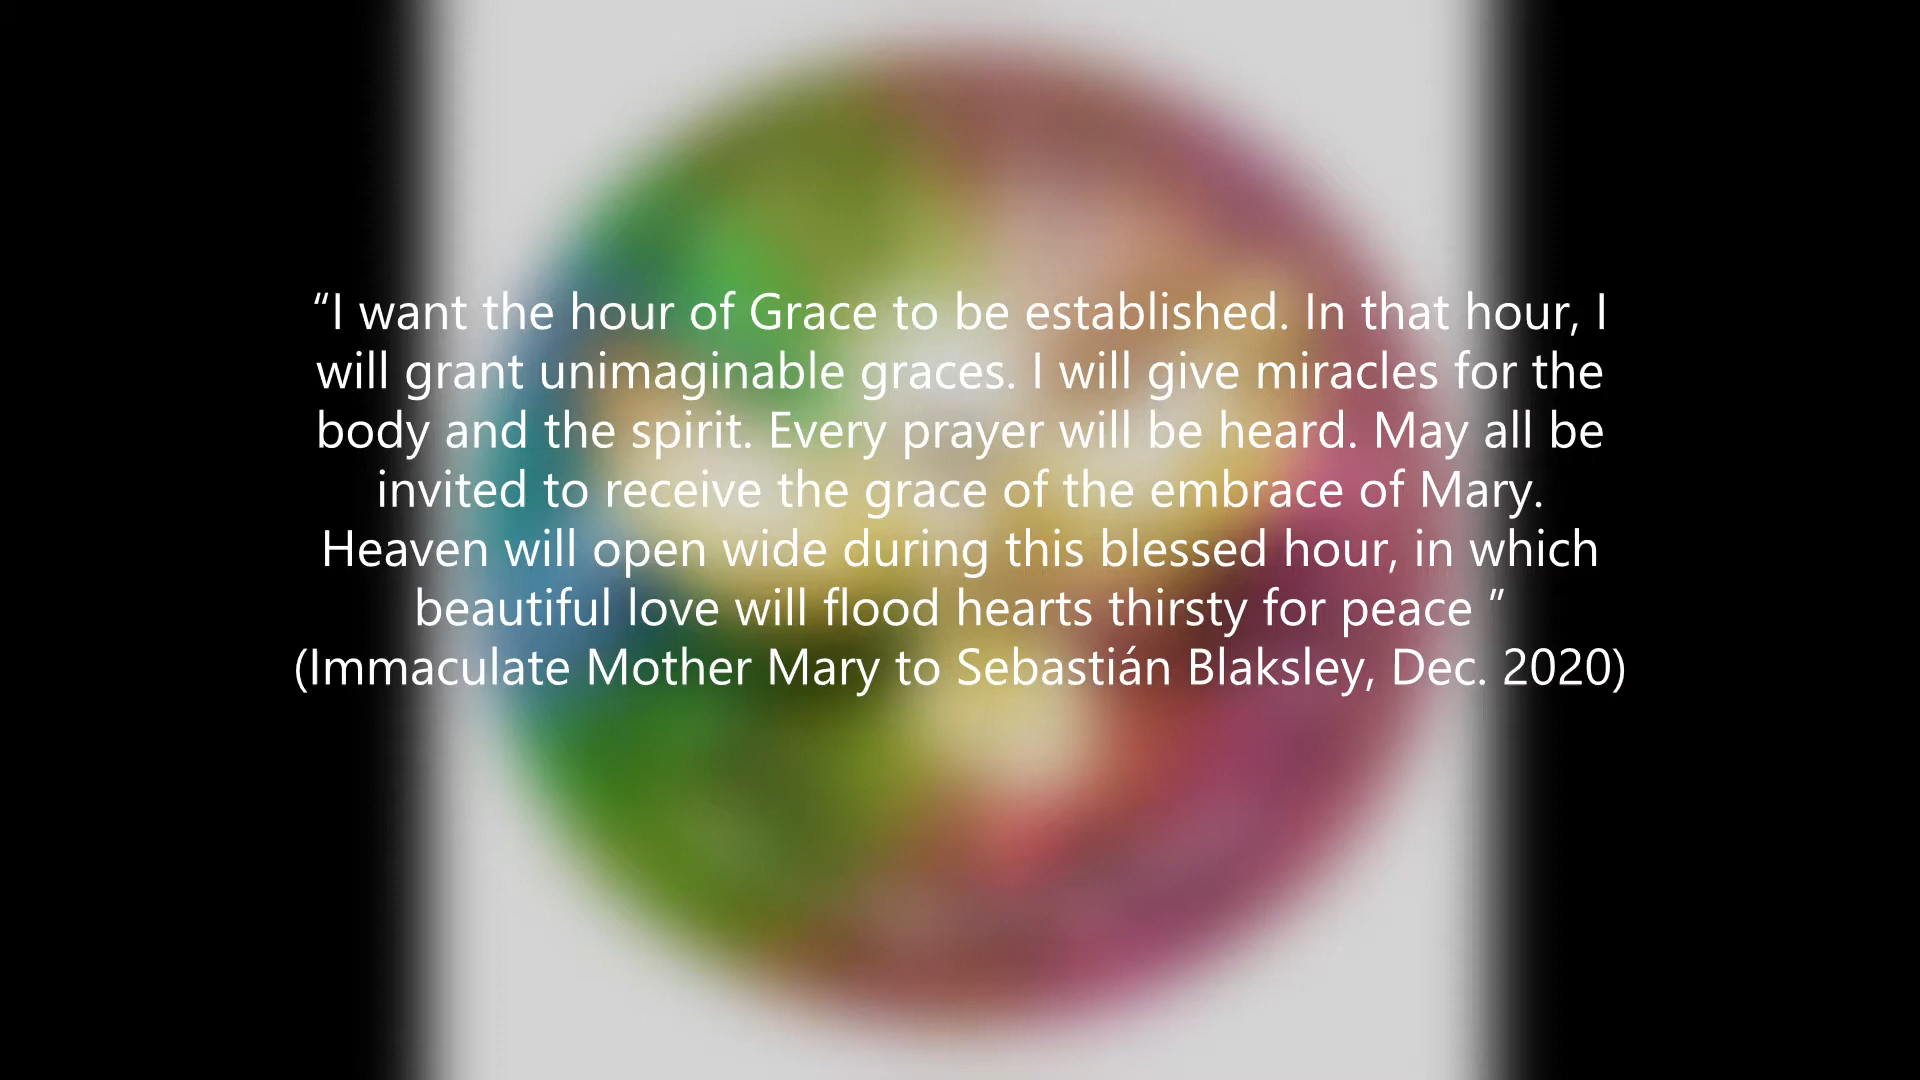 “I want the hour of Grace to be established. In that hour, I
will grant unimaginable graces. I will give miracles for the
body and the spirit. Every prayer will be heard. May all be
invited to receive the grace of the embrace of Mary.
Heaven will open wide during this blessed hour, in which
beautiful love will flood hearts thirsty for peace ”
(Immaculate Mother Mary to Sebastián Blaksley, Dec. 2020)